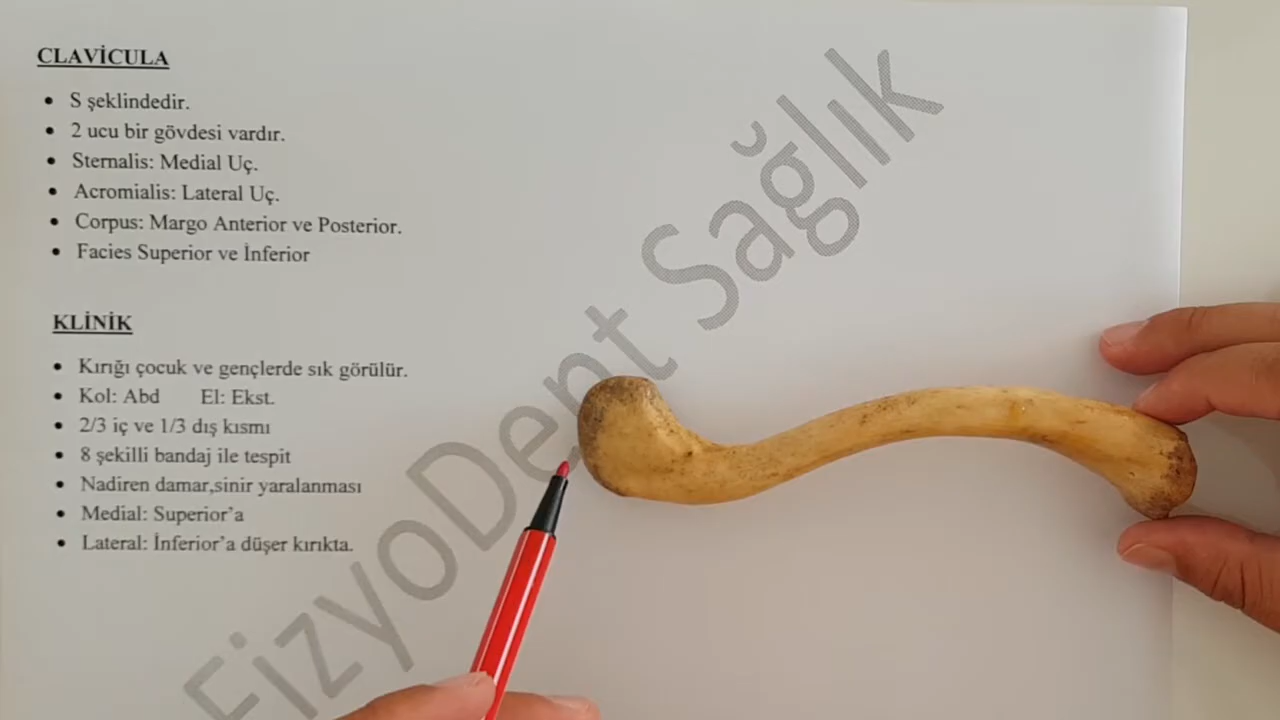 CLAVİCULA
• S şeklindedir.
• 2 ucu bir gövdesi vardır.
• Sternalis: Medial Uç.
• Acromialis: Lateral Uç.
• Corpus: Margo Anterior ve Posterior.
• Facies Superior ve İnferior
KLİNİK
• Kırığı çocuk ve gençlerde sık görülür.
• Kol: Abd El: Ekst.
• 2/3 iç ve 1/3 dış kısmı
• 8 şekilli bandaj ile tespit
• Nadiren damar,sinir yaralanması
• Medial: Superior’a
• Lateral: İnferior’a düşer kırıkta.
FizyoDent Sağlık